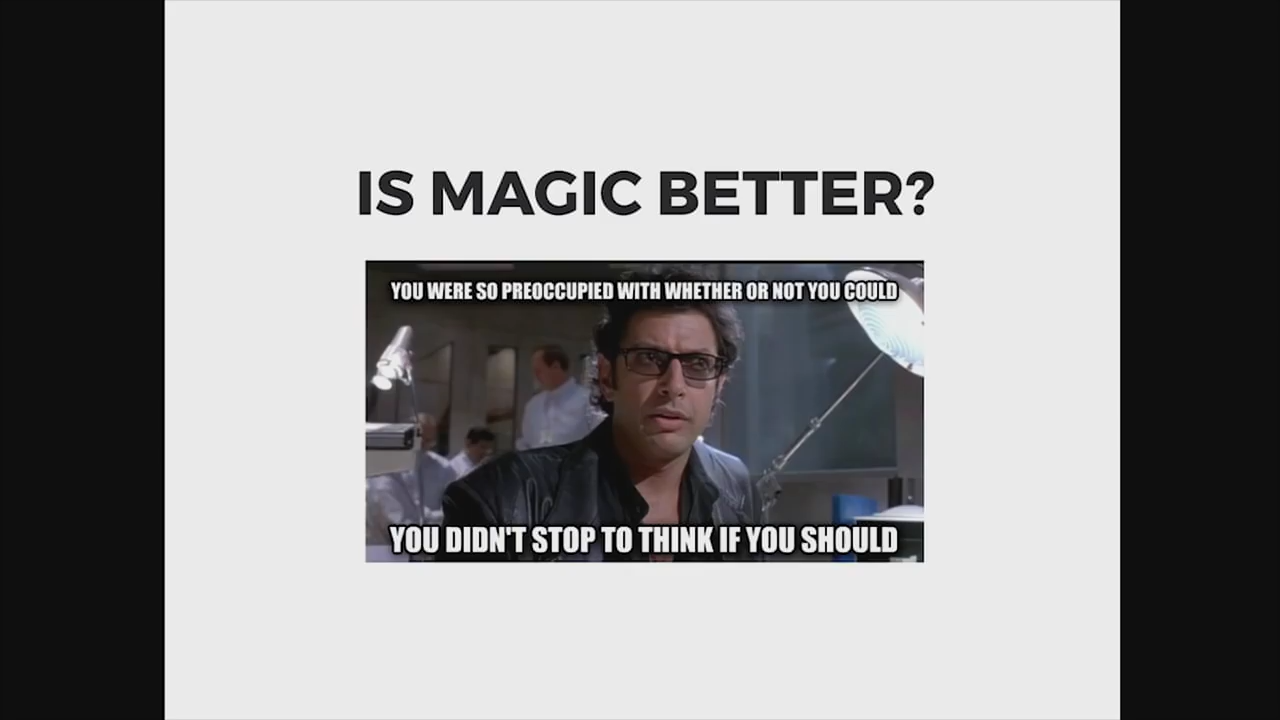 IS MAGIC BETTER?
YOU WERE SO PREOCCUPIED WITH WHETHER OR NOT YOU COULD
YOU DIDN'T STOP TO THINK IF YOU SHOULD